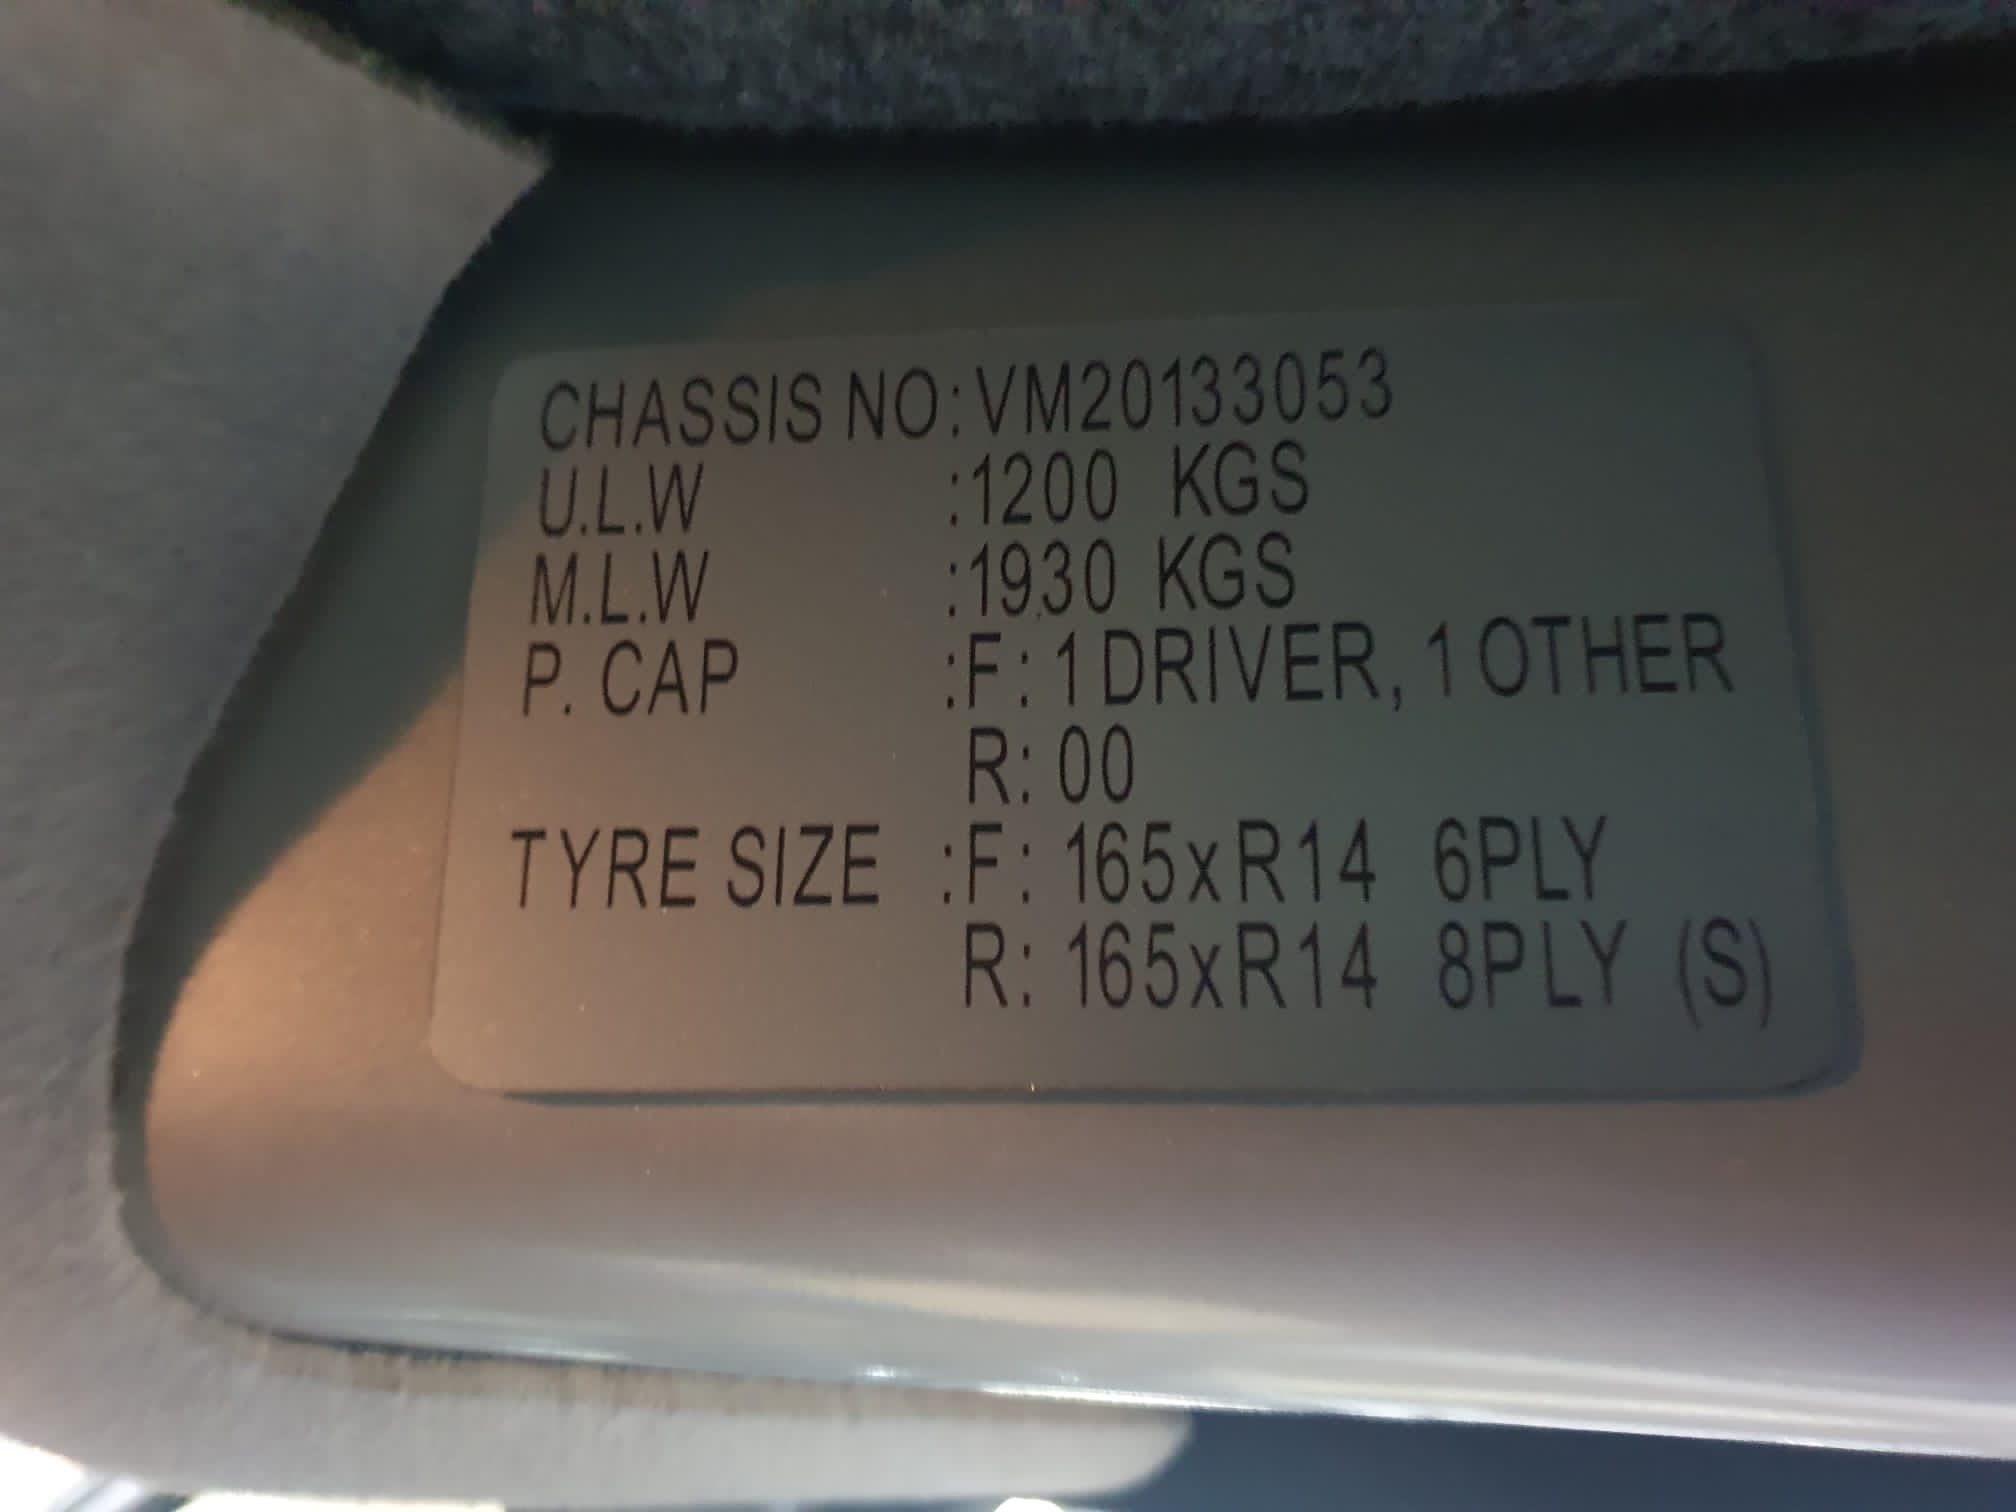 CHASSIS NO:VM20133053
U.L.W :1200 KGS
M.L.W :1930 KGS
P. CAP :F: 1 DRIVER, 1 OTHER
R: 00
TYRE SIZE :F: 165xR14 6PLY
R: 165xR14 8PLY (S)